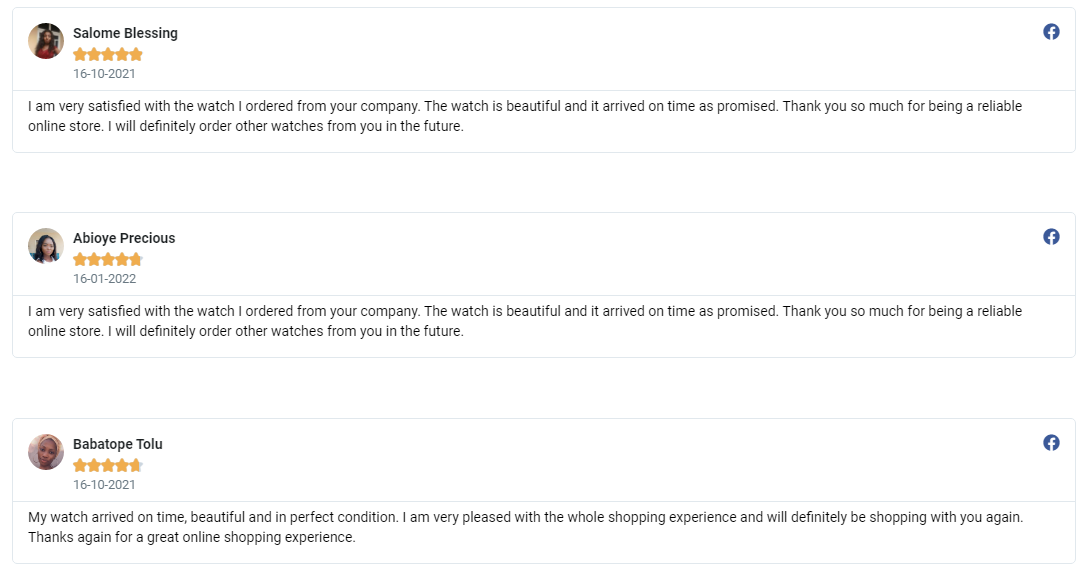 Salome Blessing
16-10-2021
I am very satisfied with the watch I ordered from your company. The watch is beautiful and it arrived on time as promised. Thank you so much for being a reliable
online store. I will definitely order other watches from you in the future.
Abioye Precious
16-01-2022
I am very satisfied with the watch I ordered from your company. The watch is beautiful and it arrived on time as promised. Thank you so much for being a reliable
online store. I will definitely order other watches from you in the future.
Babatope Tolu
16-10-2021
My watch arrived on time, beautiful and in perfect condition. I am very pleased with the whole shopping experience and will definitely be shopping with you again.
Thanks again for a great online shopping experience.